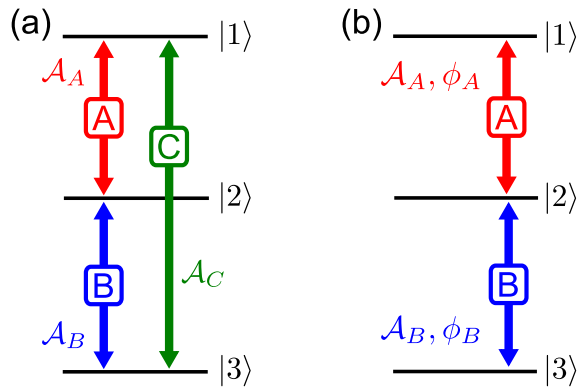 (a)
|1⟩
𝒜_A
A
C
|2⟩
B
𝒜_C
𝒜_B
|3⟩
(b)
|1⟩
𝒜_A, ϕ_A
A
|2⟩
B
𝒜_B, ϕ_B
|3⟩